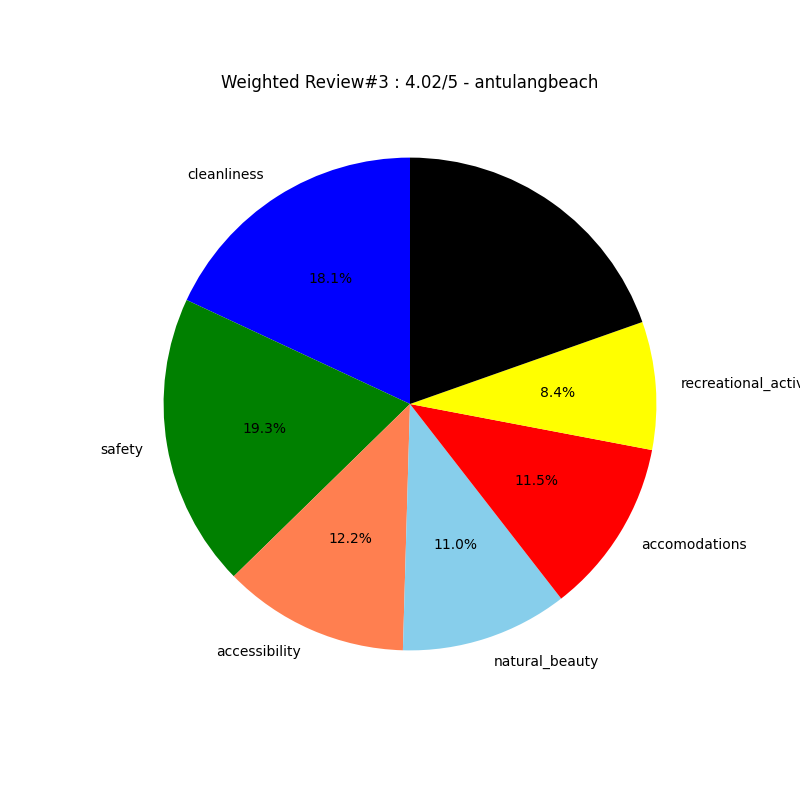 Weighted Review#3 : 4.02/5 - antulangbeach
cleanliness
18.1%
8.4%
recreational_activ
19.3%
safety
11.5%
12.2%
11.0%
accomodations
accessibility
natural_beauty